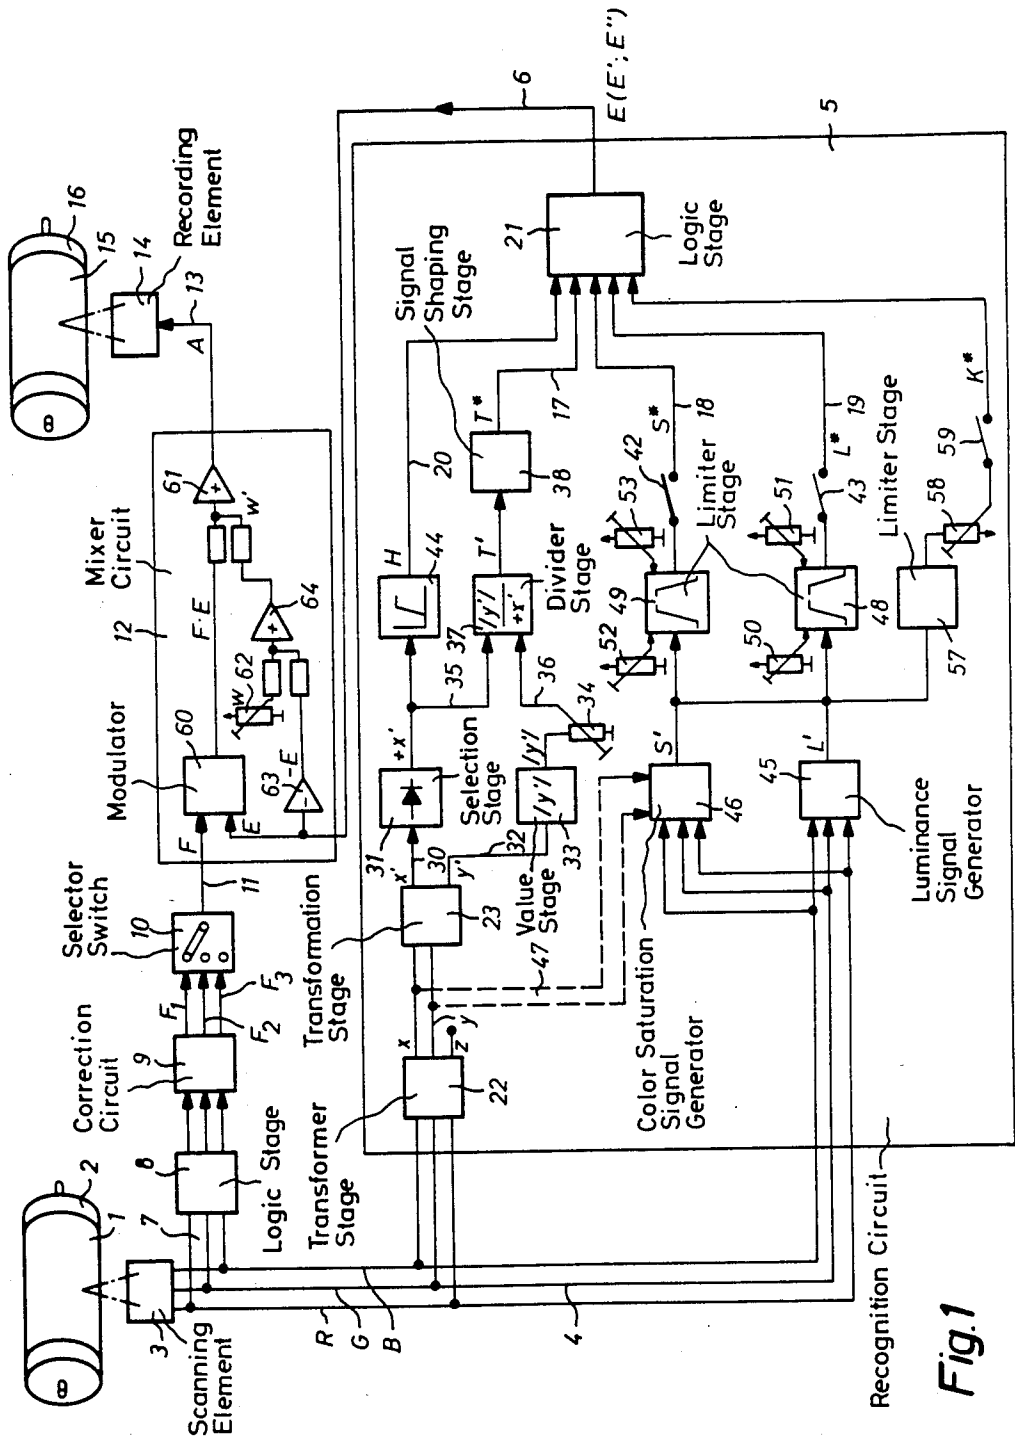 1
2
Scanning
Element
3
7
8
Logic Stage
Correction
Circuit
9
F1
F2
F3
Selector
Switch
10
11
F
E
Modulator
60
63
-E
w
62
64
F·E
w'
61
12
Mixer
Circuit
A
13
14
15
16
Recording
Element
R
G
B
4
Transformer
Stage
22
x
y
z
47
Transformation
Stage
23
x'
y'
30
31
32
Selection
Stage
+x'
Value
Stage
/y'/
33
/y'/
34
35
36
37
/y'/
+x'
Divider
Stage
44
H
T'
Signal
Shaping
Stage
38
T*
20
17
21
Logic
Stage
6
E(E'; E")
5
Color Saturation
Signal
Generator
46
S'
52
49
53
42
S*
18
Limiter
Stage
Luminance
Signal
Generator
45
L'
50
48
51
43
L*
19
Limiter Stage
57
58
59
K*
Recognition Circuit
Fig.1